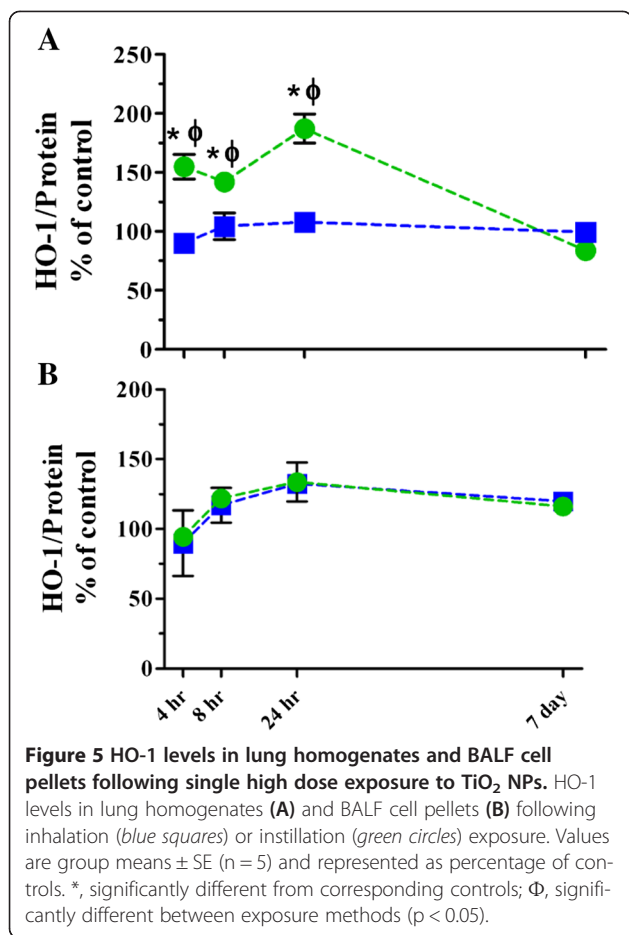 A
250
200
150
100
50
0
HO-1/Protein
% of control
* ϕ
* ϕ
* ϕ
B
200
150
100
50
0
HO-1/Protein
% of control
4 hr
8 hr
24 hr
7 day
Figure 5 HO-1 levels in lung homogenates and BALF cell
pellets following single high dose exposure to TiO₂ NPs. HO-1
levels in lung homogenates (A) and BALF cell pellets (B) following
inhalation (blue squares) or instillation (green circles) exposure. Values
are group means ± SE (n = 5) and represented as percentage of con-
trols. *, significantly different from corresponding controls; Φ, signifi-
cantly different between exposure methods (p < 0.05).